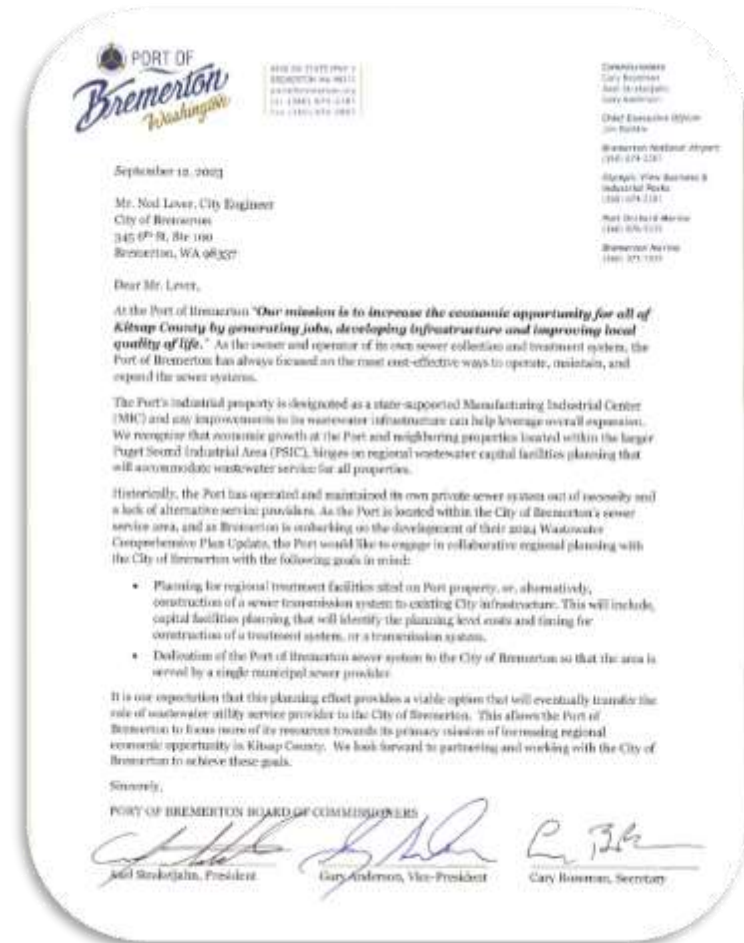 PORT OF
Bremerton
Washington
Commissioners
Chief Executive Officer
Bremerton National Airport
Olympic View Business &
Industrial Parks
Port Orchard Marina
Bremerton Marina
September 12, 2023
Mr. Ned Lever, City Engineer
City of Bremerton
345 6th St, Ste 100
Bremerton, WA 98337
Dear Mr. Lever,
At the Port of Bremerton "Our mission is to increase the economic opportunity for all of
Kitsap County by generating jobs, developing infrastructure and improving local
quality of life." As the owner and operator of its own sewer collection and treatment system, the
Port of Bremerton has always focused on the most cost-effective ways to operate, maintain, and
expand the sewer systems.
The Port's industrial property is designated as a state-supported Manufacturing Industrial Center
(MIC) and any improvements to its wastewater infrastructure can help leverage overall expansion.
We recognize that economic growth at the Port and neighboring properties located within the larger
Puget Sound Industrial Area (PSIC), hinges on regional wastewater capital facilities planning that
will accommodate wastewater service for all properties.
Historically, the Port has operated and maintained its own private sewer system out of necessity and
a lack of alternative service providers. As the Port is located within the City of Bremerton's sewer
service area, and as Bremerton is embarking on the development of their 2024 Wastewater
Comprehensive Plan Update, the Port would like to engage in collaborative regional planning with
the City of Bremerton with the following goals in mind:
• Planning for regional treatment facilities sited on Port property, or, alternatively,
construction of a sewer transmission system to existing City infrastructure. This will include,
capital facilities planning that will identify the planning level costs and timing for
construction of a treatment system, or a transmission system.
• Dedication of the Port of Bremerton sewer system to the City of Bremerton so that the area is
served by a single municipal sewer provider.
It is our expectation that this planning effort provides a viable option that will eventually transfer the
role of wastewater utility service provider to the City of Bremerton. This allows the Port of
Bremerton to focus more of its resources towards its primary mission of increasing regional
economic opportunity in Kitsap County. We look forward to partnering and working with the City of
Bremerton to achieve these goals.
Sincerely,
PORT OF BREMERTON BOARD OF COMMISSIONERS
Axel Strakeljahn, President
Gary Anderson, Vice-President
Cary Bozeman, Secretary